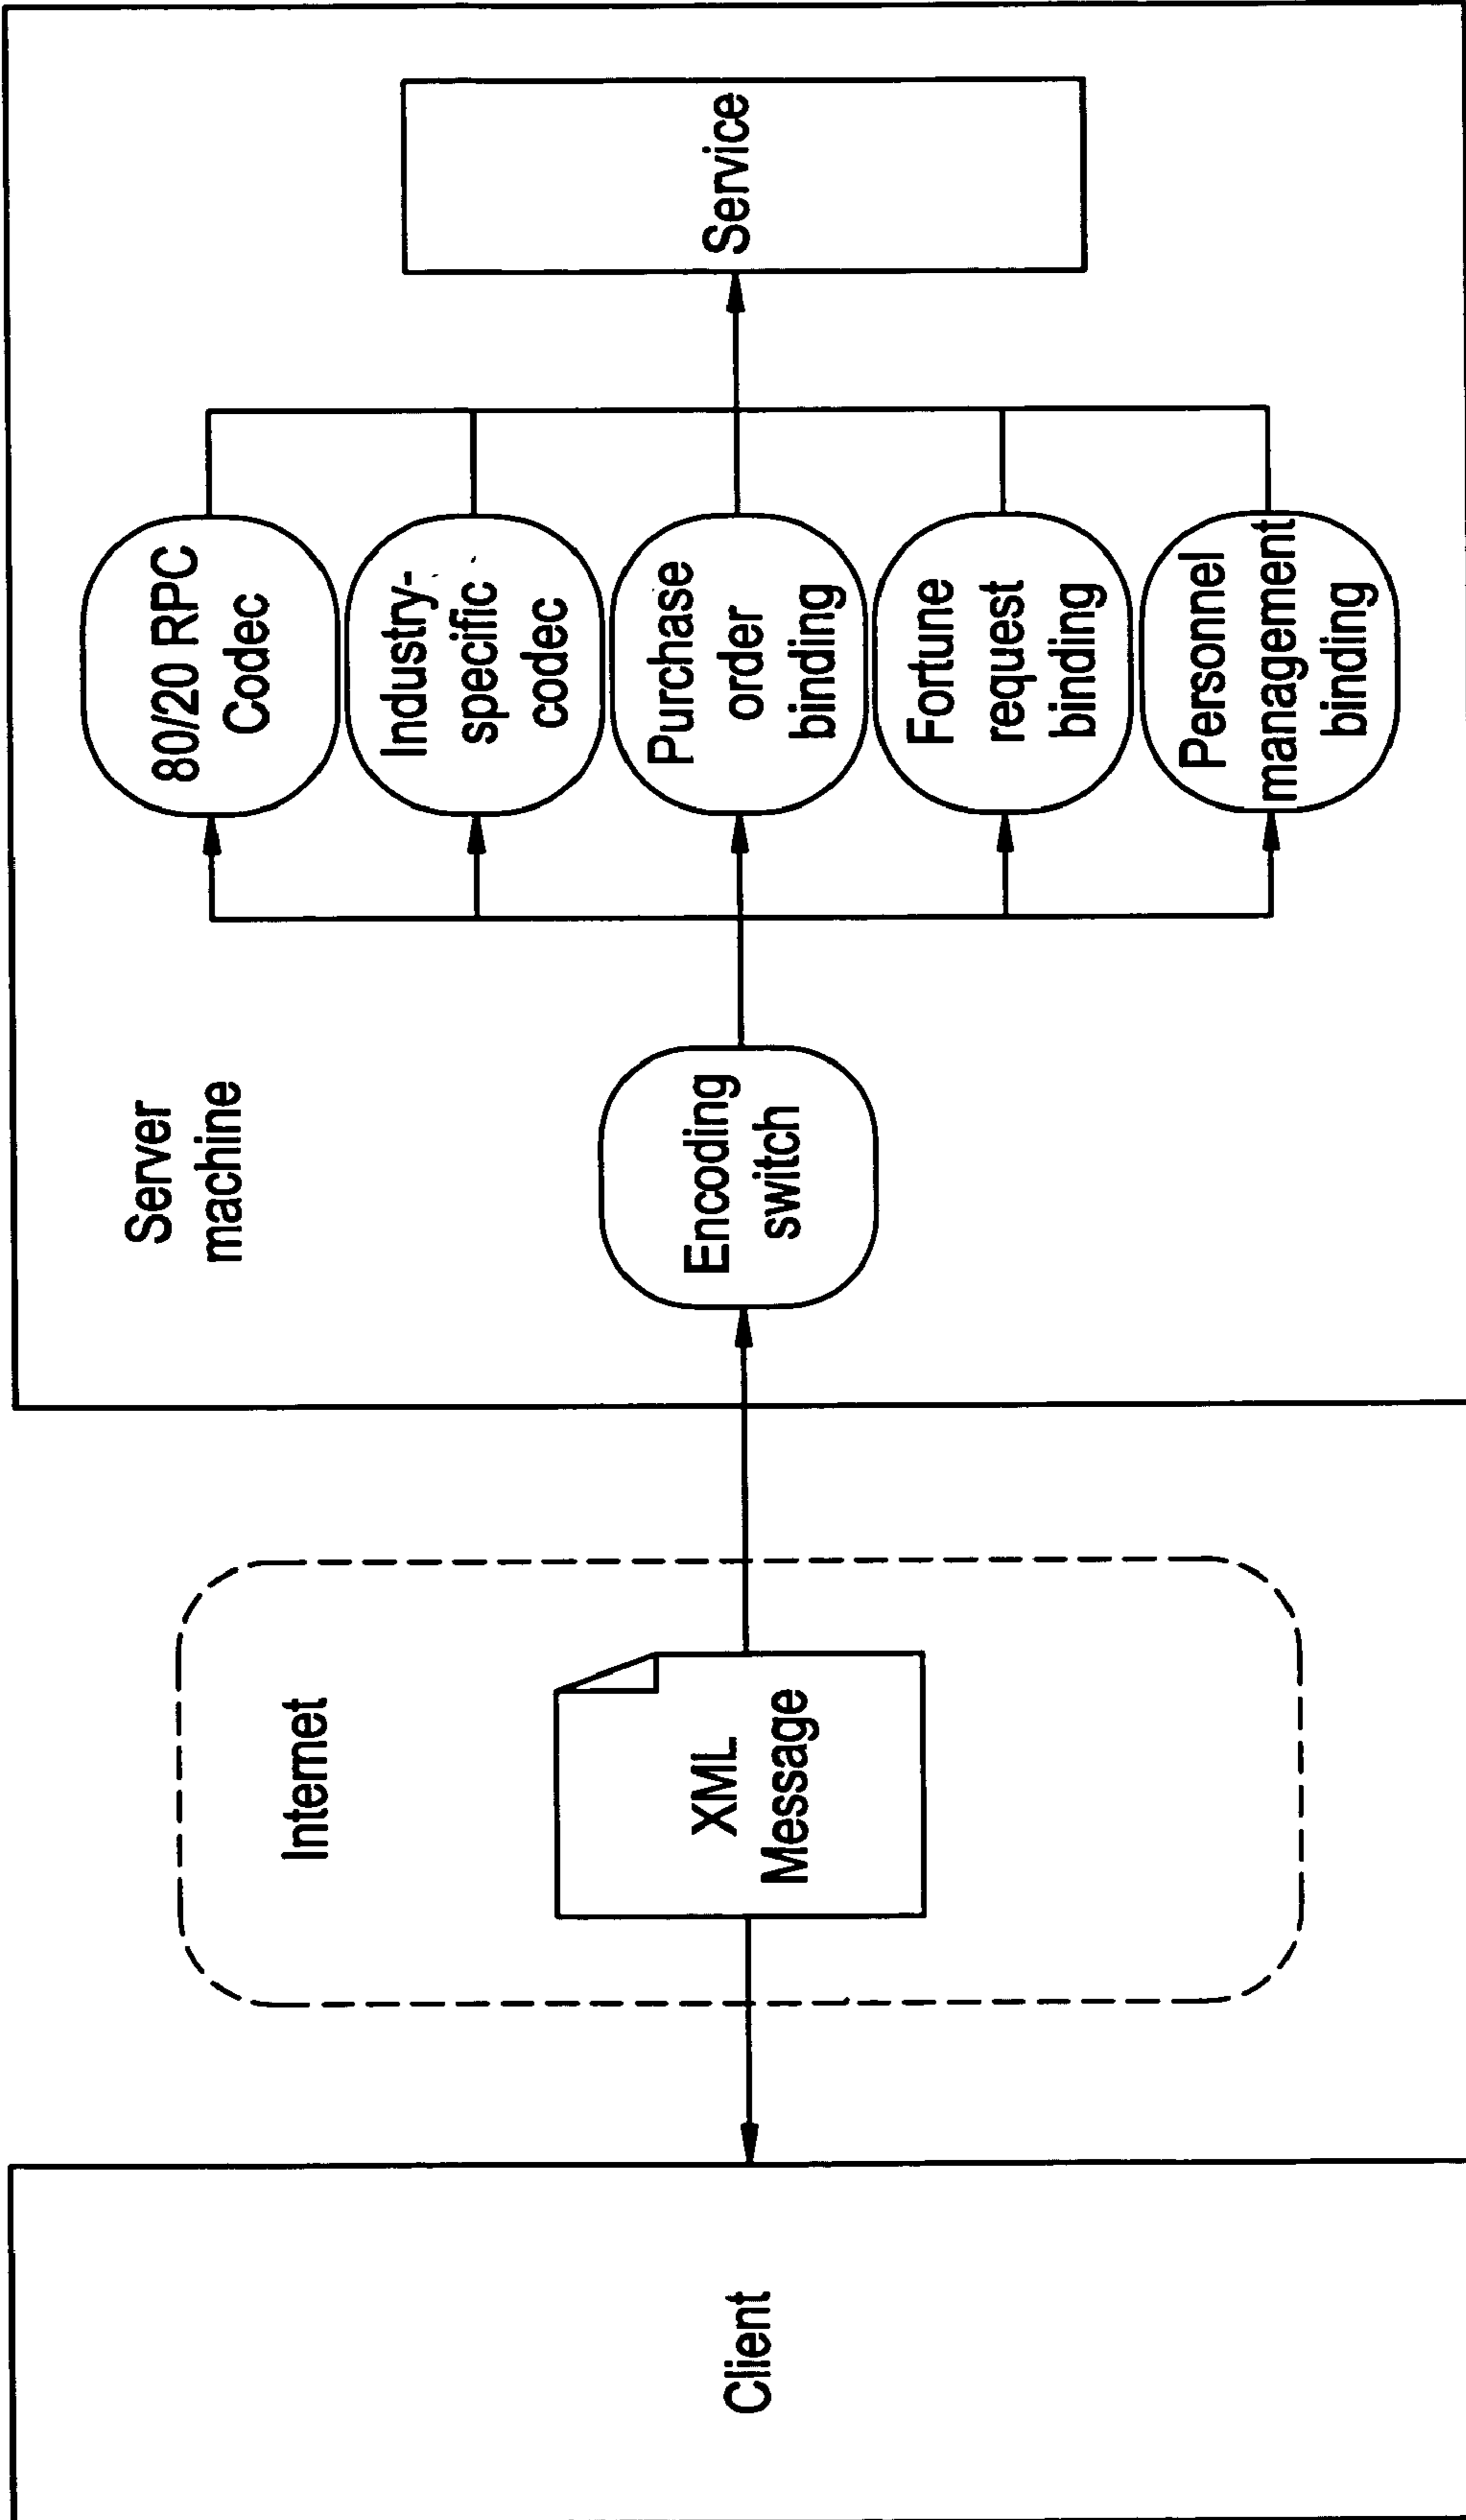 Client
Internet
XML
Message
Server
machine
Encoding
switch
80/20 RPC
Codec
Industry-
specific
codec
Purchase
order
binding
Fortune
request
binding
Personnel
management
binding
Service